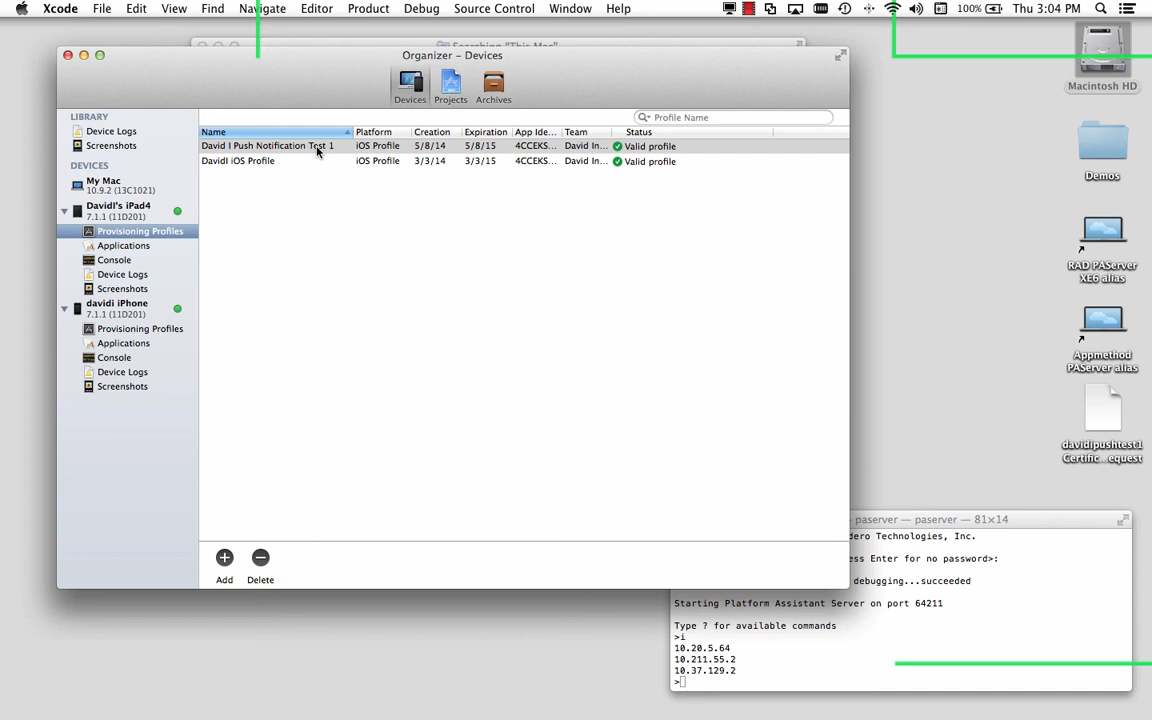 Xcode File Edit View Find Navigate Editor Product Debug Source Control Window Help 100% Thu 3:04 PM
Organizer – Devices
Devices Projects Archives
Profile Name
LIBRARY
Device Logs
Screenshots
DEVICES
My Mac
10.9.2 (13C1021)
DavidI's iPad4
7.1.1 (11D201)
Provisioning Profiles
Applications
Console
Device Logs
Screenshots
davidi iPhone
7.1.1 (11D201)
Provisioning Profiles
Applications
Console
Device Logs
Screenshots
Name Platform Creation Expiration App Ide... Team Status
David I Push Notification Test 1 iOS Profile 5/8/14 5/8/15 4CCEKS... David In... Valid profile
DavidI iOS Profile iOS Profile 3/3/14 3/3/15 4CCEKS... David In... Valid profile
Add Delete
Macintosh HD
Demos
RAD PAServer
XE6 alias
Appmethod
PAServer alias
davidipushtest1
Certific...equest
paserver — paserver — 81×14
dero Technologies, Inc.
ess Enter for no password>:
debugging...succeeded
Starting Platform Assistant Server on port 64211
Type ? for available commands
>i
10.20.5.64
10.211.55.2
10.37.129.2
>